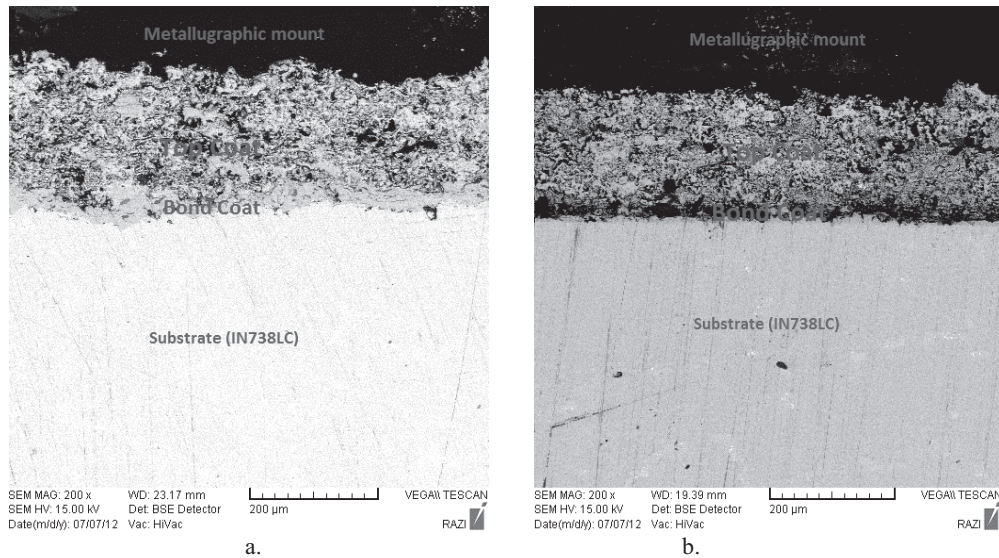 Metallugraphic mount
Top Coat
Bond Coat
Substrate (IN738LC)
SEM MAG: 200 x WD: 23.17 mm VEGA\\ TESCAN
SEM HV: 15.00 kV Det: BSE Detector 200 µm
Date(m/d/y): 07/07/12 Vac: HiVac RAZI
a.
Metallugraphic mount
Top Coat
Bond Coat
Substrate (IN738LC)
SEM MAG: 200 x WD: 19.39 mm VEGA\\ TESCAN
SEM HV: 15.00 kV Det: BSE Detector 200 µm
Date(m/d/y): 07/07/12 Vac: HiVac RAZI
b.